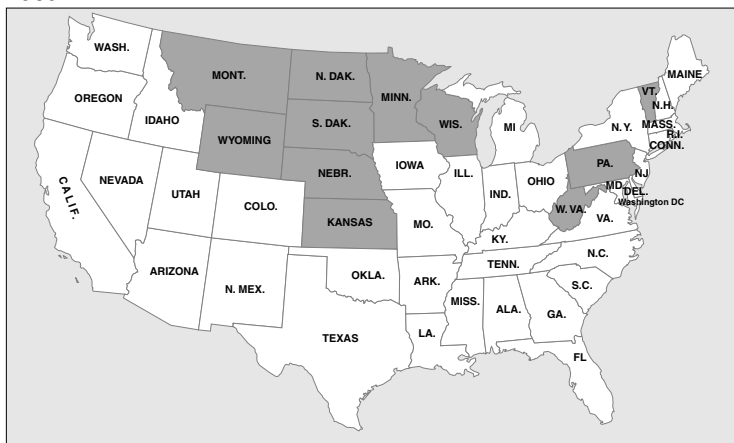 WASH.
MAINE
MONT.
N. DAK.
VT.
MINN.
OREGON
N.H.
IDAHO
S. DAK.
WIS.
MASS.
N.Y.
MI
R.I.
WYOMING
CONN.
PA.
IOWA
NEBR.
NJ
OHIO
ILL.
IND.
MD.
NEVADA
DEL.
UTAH
Washington DC
CALIF.
COLO.
W. VA.
VA.
KANSAS
MO.
KY.
N.C.
TENN.
ARIZONA
OKLA.
ARK.
S.C.
N. MEX.
MISS.
ALA.
GA.
TEXAS
LA.
FL